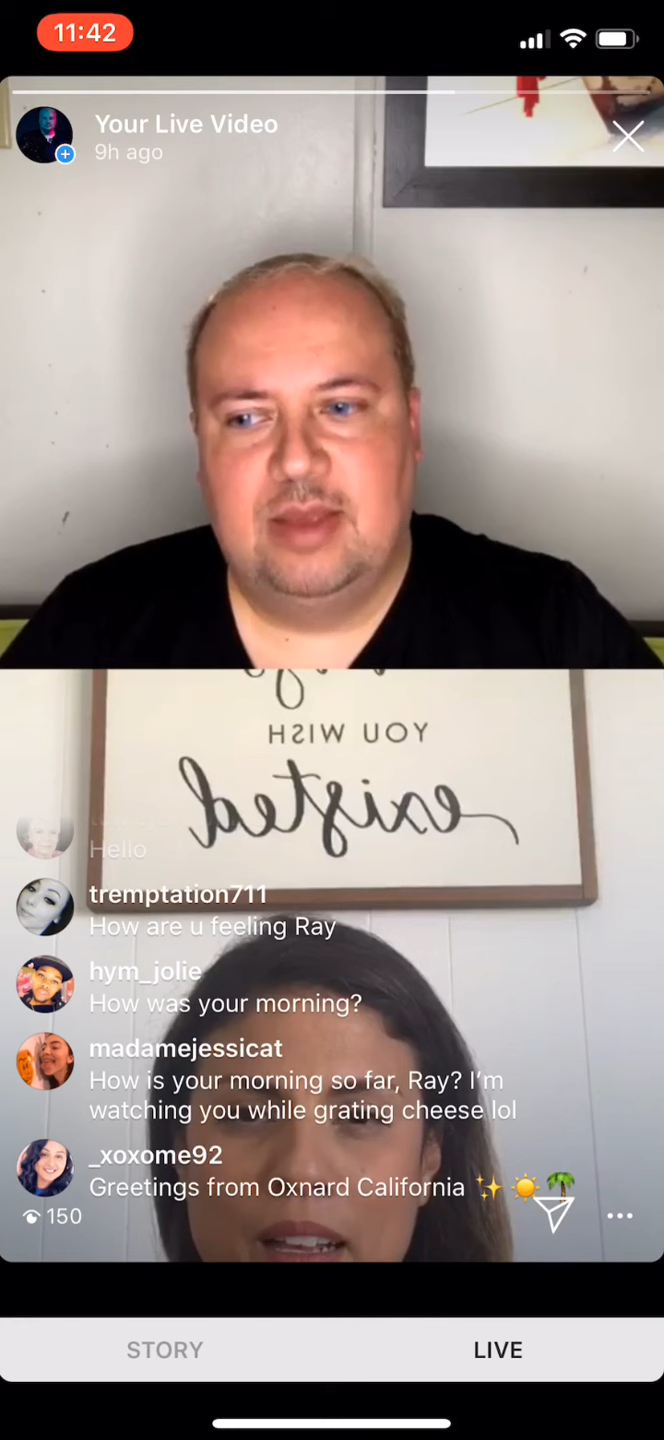 11:42
Your Live Video
9h ago
YOU WISH
existed
Hello
tremptation711
How are u feeling Ray
hym_jolie
How was your morning?
madamejessicat
How is your morning so far, Ray? I'm
watching you while grating cheese lol
_xoxome92
Greetings from Oxnard California ✨ ☀️ 🌴
150
STORY
LIVE